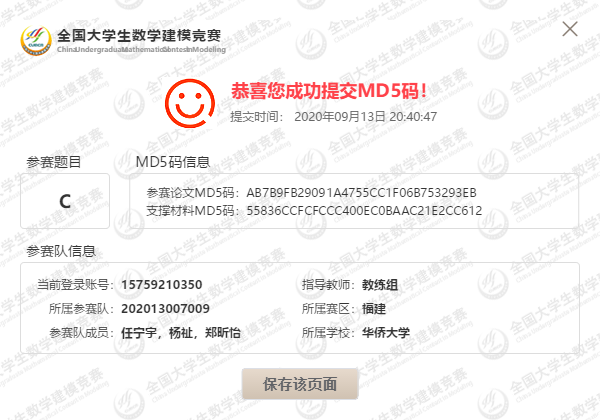 全国大学生数学建模竞赛
China Undergraduate Mathematical Contest in Modeling
恭喜您成功提交MD5码!
提交时间: 2020年09月13日 20:40:47
参赛题目
MD5码信息
C
参赛论文MD5码: AB7B9FB29091A4755CC1F06B753293EB
支撑材料MD5码: 55836CCFCFCCC400EC0BAAC21E2CC612
参赛队信息
当前登录账号: 15759210350 指导教师: 教练组
所属参赛队: 202013007009 所属赛区: 福建
参赛队成员: 任宁宇, 杨祉, 郑昕怡 所属学校: 华侨大学
保存该页面